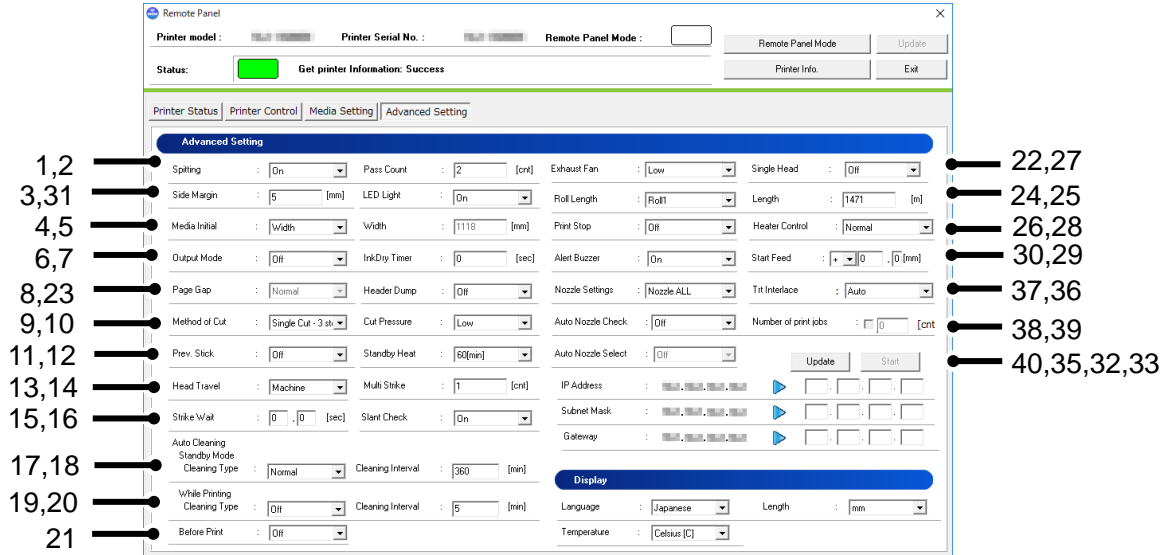 Remote Panel
Printer model : Printer Serial No. : Remote Panel Mode :
Remote Panel Mode Update
Status: Get printer Information: Success
Printer Info. Exit
Printer Status Printer Control Media Setting Advanced Setting
Advanced Setting
1,2 Spitting : On Pass Count : 2 [cnt] Exhaust Fan : Low Single Head : Off 22,27
3,31 Side Margin : 5 [mm] LED Light : On Roll Length : Roll1 Length : 1471 [m] 24,25
4,5 Media Initial : Width Width : 1118 [mm] Print Stop : Off Heater Control : Normal 26,28
6,7 Output Mode : Off InkDry Timer : 0 [sec] Alert Buzzer : On Start Feed : + 0 . 0 [mm] 30,29
8,23 Page Gap : Normal Header Dump : Off Nozzle Settings : Nozzle ALL Trt Interlace : Auto 37,36
9,10 Method of Cut : Single Cut - 3 st Cut Pressure : Low Auto Nozzle Check : Off Number of print jobs : 0 [cnt 38,39
11,12 Prev. Stick : Off Standby Heat : 60[min] Auto Nozzle Select : Off Update Start 40,35,32,33
13,14 Head Travel : Machine Multi Strike : 1 [cnt] IP Address : . . . . . .
15,16 Strike Wait : 0 . 0 [sec] Slant Check : On Subnet Mask : . . . . . .
Gateway : . . . . . .
Auto Cleaning
Standby Mode
17,18 Cleaning Type : Normal Cleaning Interval : 360 [min]
Display
While Printing
19,20 Cleaning Type : Off Cleaning Interval : 5 [min] Language : Japanese Length : mm
21 Before Print : Off Temperature : Celsius [C]